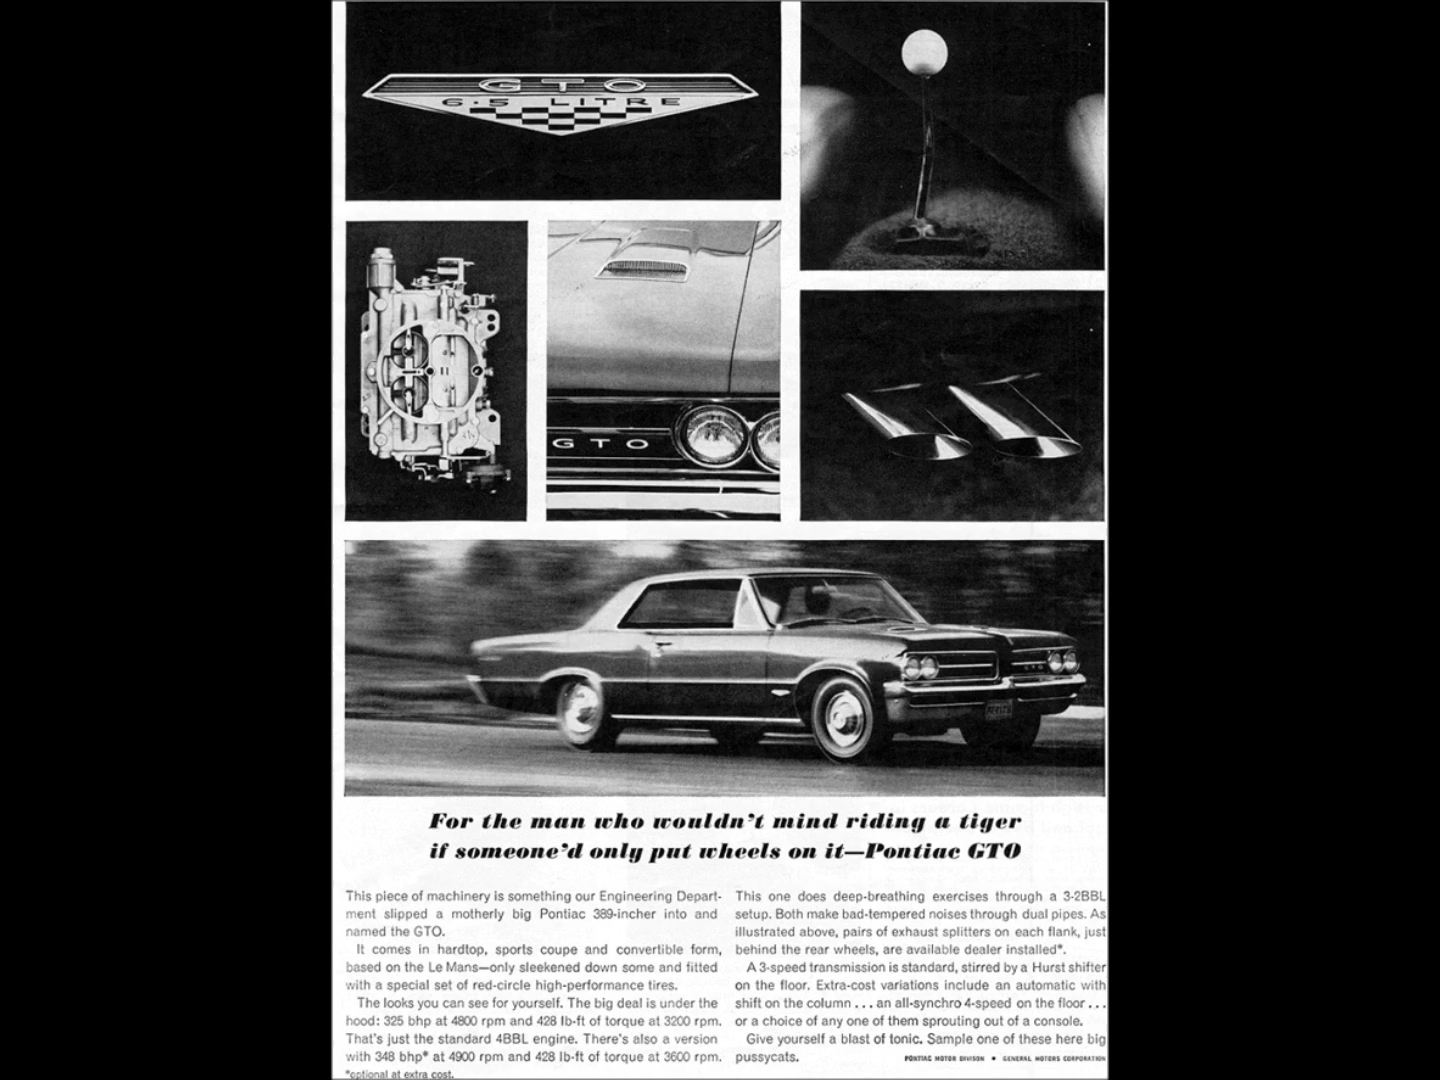 GTO
6.5 LITRE
GTO
GTO
For the man who wouldn't mind riding a tiger
if someone'd only put wheels on it—Pontiac GTO
This piece of machinery is something our Engineering Depart-
ment slipped a motherly big Pontiac 389-incher into and
named the GTO.
It comes in hardtop, sports coupe and convertible form,
based on the Le Mans—only sleekened down some and fitted
with a special set of red-circle high-performance tires.
The looks you can see for yourself. The big deal is under the
hood: 325 bhp at 4800 rpm and 428 lb-ft of torque at 3200 rpm.
That's just the standard 4BBL engine. There's also a version
with 348 bhp* at 4900 rpm and 428 lb-ft of torque at 3600 rpm.
*optional at extra cost.
This one does deep-breathing exercises through a 3-2BBL
setup. Both make bad-tempered noises through dual pipes. As
illustrated above, pairs of exhaust splitters on each flank, just
behind the rear wheels, are available dealer installed*.
A 3-speed transmission is standard, stirred by a Hurst shifter
on the floor. Extra-cost variations include an automatic with
shift on the column . . . an all-synchro 4-speed on the floor . . .
or a choice of any one of them sprouting out of a console.
Give yourself a blast of tonic. Sample one of these here big
pussycats.
PONTIAC MOTOR DIVISON • GENERAL MOTORS CORPORATION